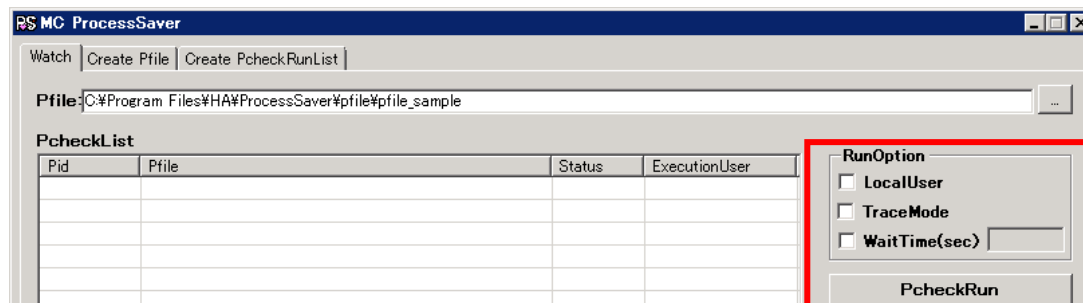 PS MC ProcessSaver
Watch Create Pfile Create PcheckRunList
Pfile: C:¥Program Files¥HA¥ProcessSaver¥pfile¥pfile_sample ...
PcheckList
Pid Pfile Status ExecutionUser
RunOption
LocalUser
TraceMode
WaitTime(sec)
PcheckRun